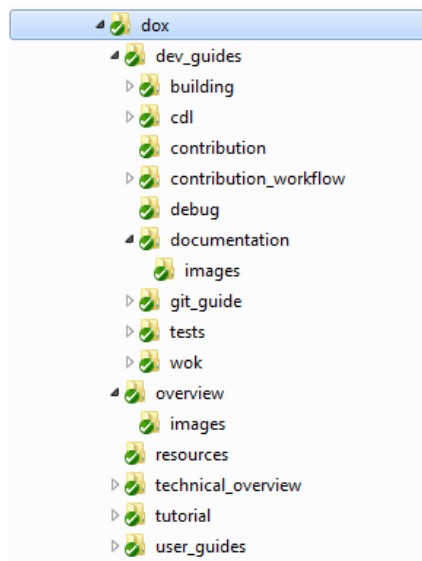 dox
dev_guides
building
cdl
contribution
contribution_workflow
debug
documentation
images
git_guide
tests
wok
overview
images
resources
technical_overview
tutorial
user_guides